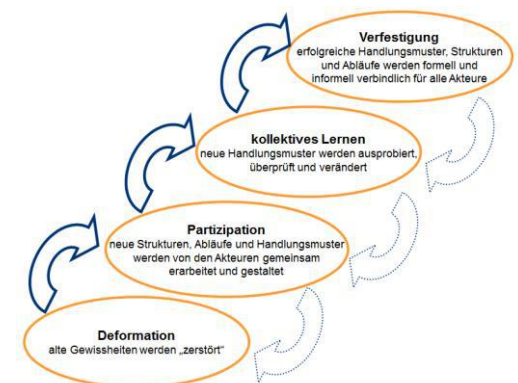 Verfestigung
erfolgreiche Handlungsmuster, Strukturen
und Abläufe werden formell und
informell verbindlich für alle Akteure
kollektives Lernen
neue Handlungsmuster werden ausprobiert,
überprüft und verändert
Partizipation
neue Strukturen, Abläufe und Handlungsmuster
werden von den Akteuren gemeinsam
erarbeitet und gestaltet
Deformation
alte Gewissheiten werden „zerstört“